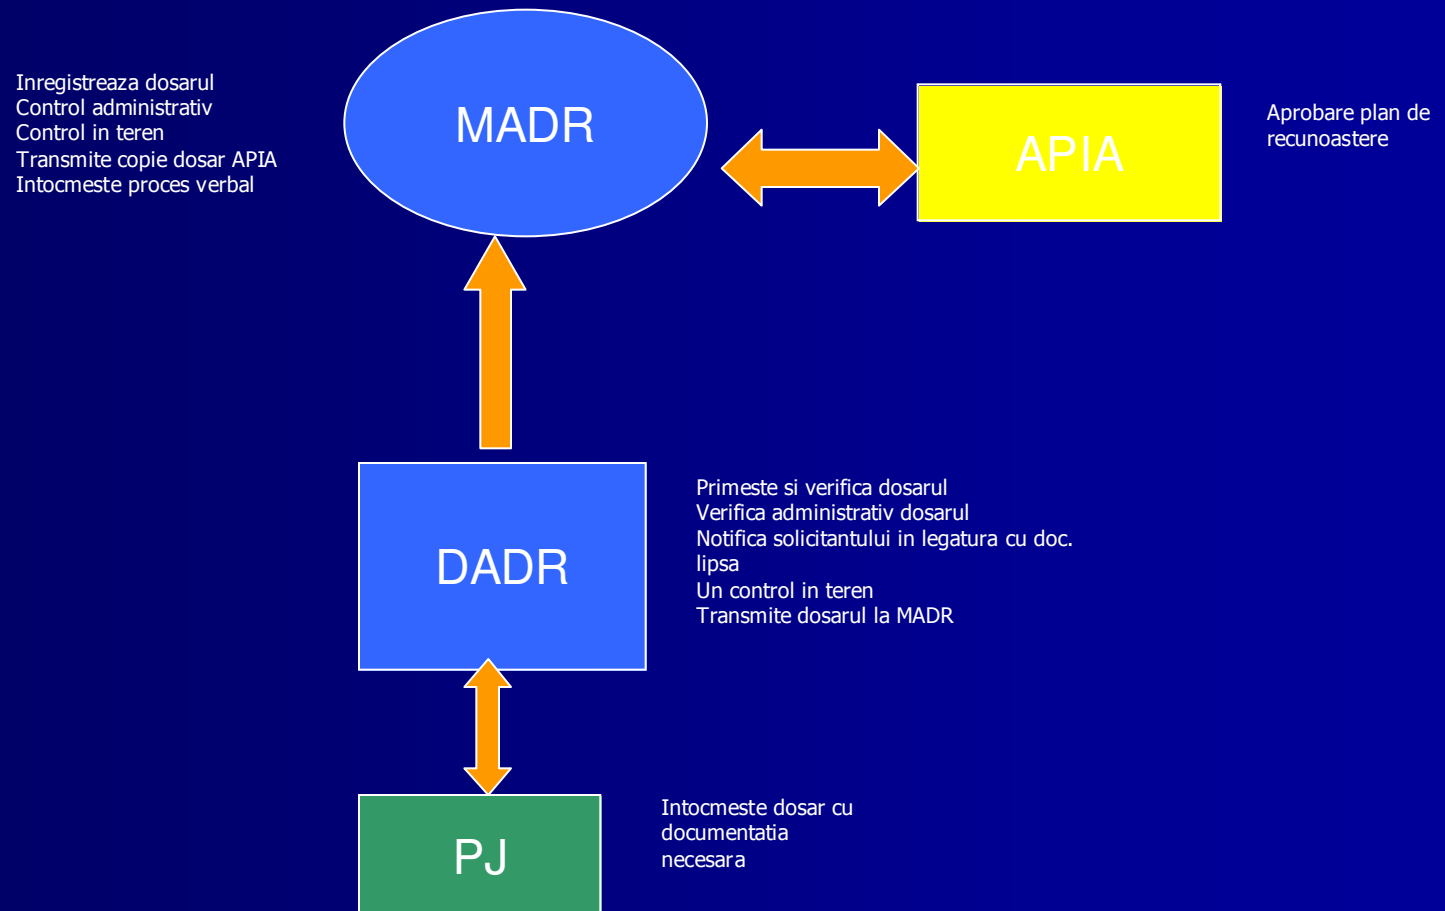 Inregistreaza dosarul
Control administrativ
Control in teren
Transmite copie dosar APIA
Intocmeste proces verbal
MADR
APIA
Aprobare plan de
recunoastere
DADR
Primeste si verifica dosarul
Verifica administrativ dosarul
Notifica solicitantului in legatura cu doc.
lipsa
Un control in teren
Transmite dosarul la MADR
PJ
Intocmeste dosar cu
documentatia
necesara